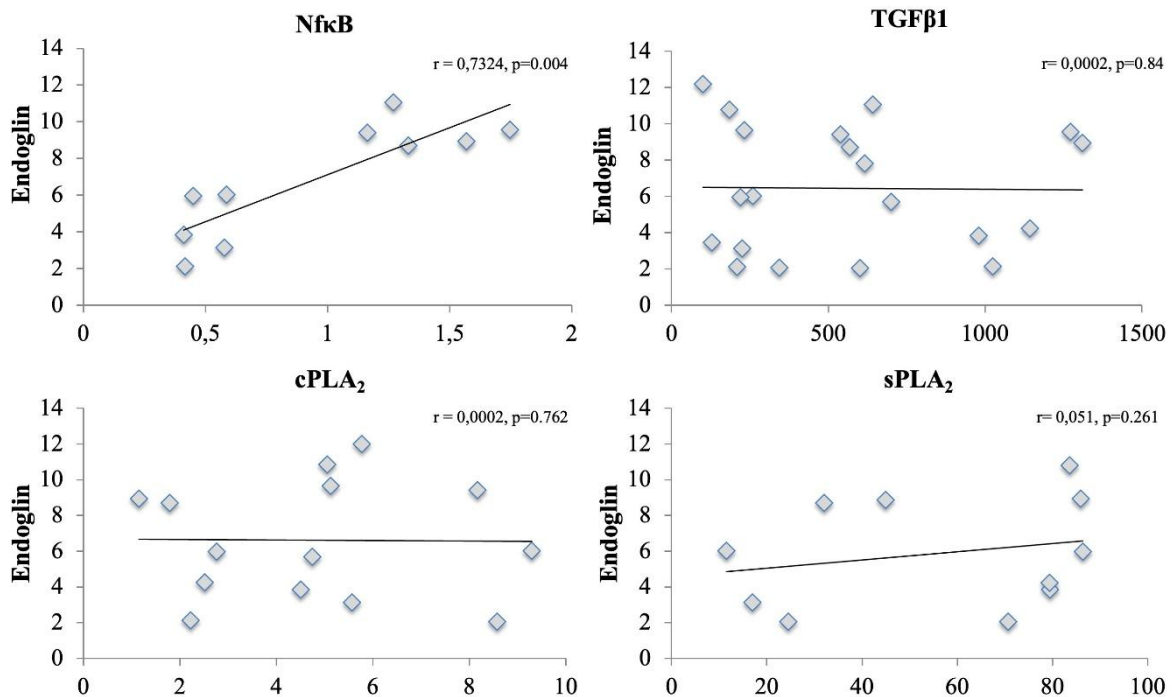 NfκB
r = 0,7324, p=0.004
Endoglin
14
12
10
8
6
4
2
0
0 0,5 1 1,5 2
TGFβ1
r= 0,0002, p=0.84
Endoglin
14
12
10
8
6
4
2
0
0 500 1000 1500
cPLA₂
r = 0,0002, p=0.762
Endoglin
14
12
10
8
6
4
2
0
0 2 4 6 8 10
sPLA₂
r= 0,051, p=0.261
Endoglin
14
12
10
8
6
4
2
0
0 20 40 60 80 100